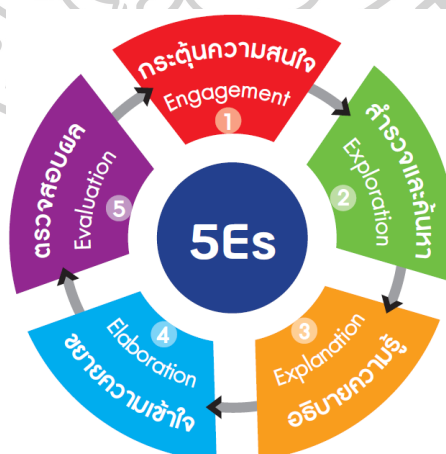 กระตุ้นความสนใจ
Engagement
1
สำรวจและค้นหา
Exploration
2
อธิบายความรู้
Explanation
3
ขยายความเข้าใจ
Elaboration
4
ตรวจสอบผล
Evaluation
5
5Es